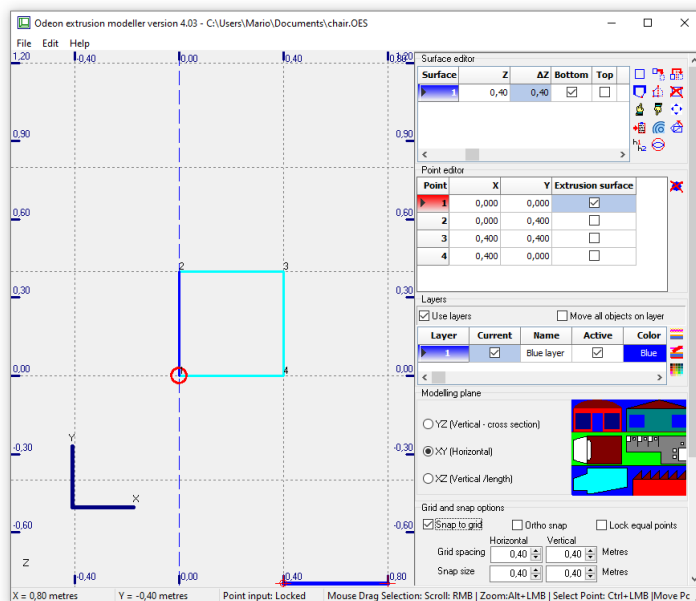 Odeon extrusion modeller version 4.03 - C:\Users\Mario\Documents\chair.OES
File Edit Help
1,20 -0,40 0,00 0,40 0,80 1,20
0,90 0,90
0,60 0,60
0,30 0,30
0,00 0,00
-0,30 -0,30
-0,60 -0,60
-0,40 0,00 0,40 0,80
2 3
1 4
Y
X
Z
Surface editor
Surface Z ΔZ Bottom Top
1 0,40 0,40
h1 h2
Point editor
Point X Y Extrusion surface
1 0,000 0,000
2 0,000 0,400
3 0,400 0,400
4 0,400 0,000
Layers
Use layers Move all objects on layer
Layer Current Name Active Color
1 Blue layer Blue
Modelling plane
YZ (Vertical - cross section)
XY (Horizontal)
XZ (Vertical /length)
Grid and snap options
Snap to grid Ortho snap Lock equal points
Horizontal Vertical
Grid spacing 0,40 0,40 Metres
Snap size 0,40 0,40 Metres
X = 0,80 metres Y = -0,40 metres Point input: Locked Mouse Drag Selection: Scroll: RMB | Zoom:Alt+LMB | Select Point: Ctrl+LMB |Move Pc